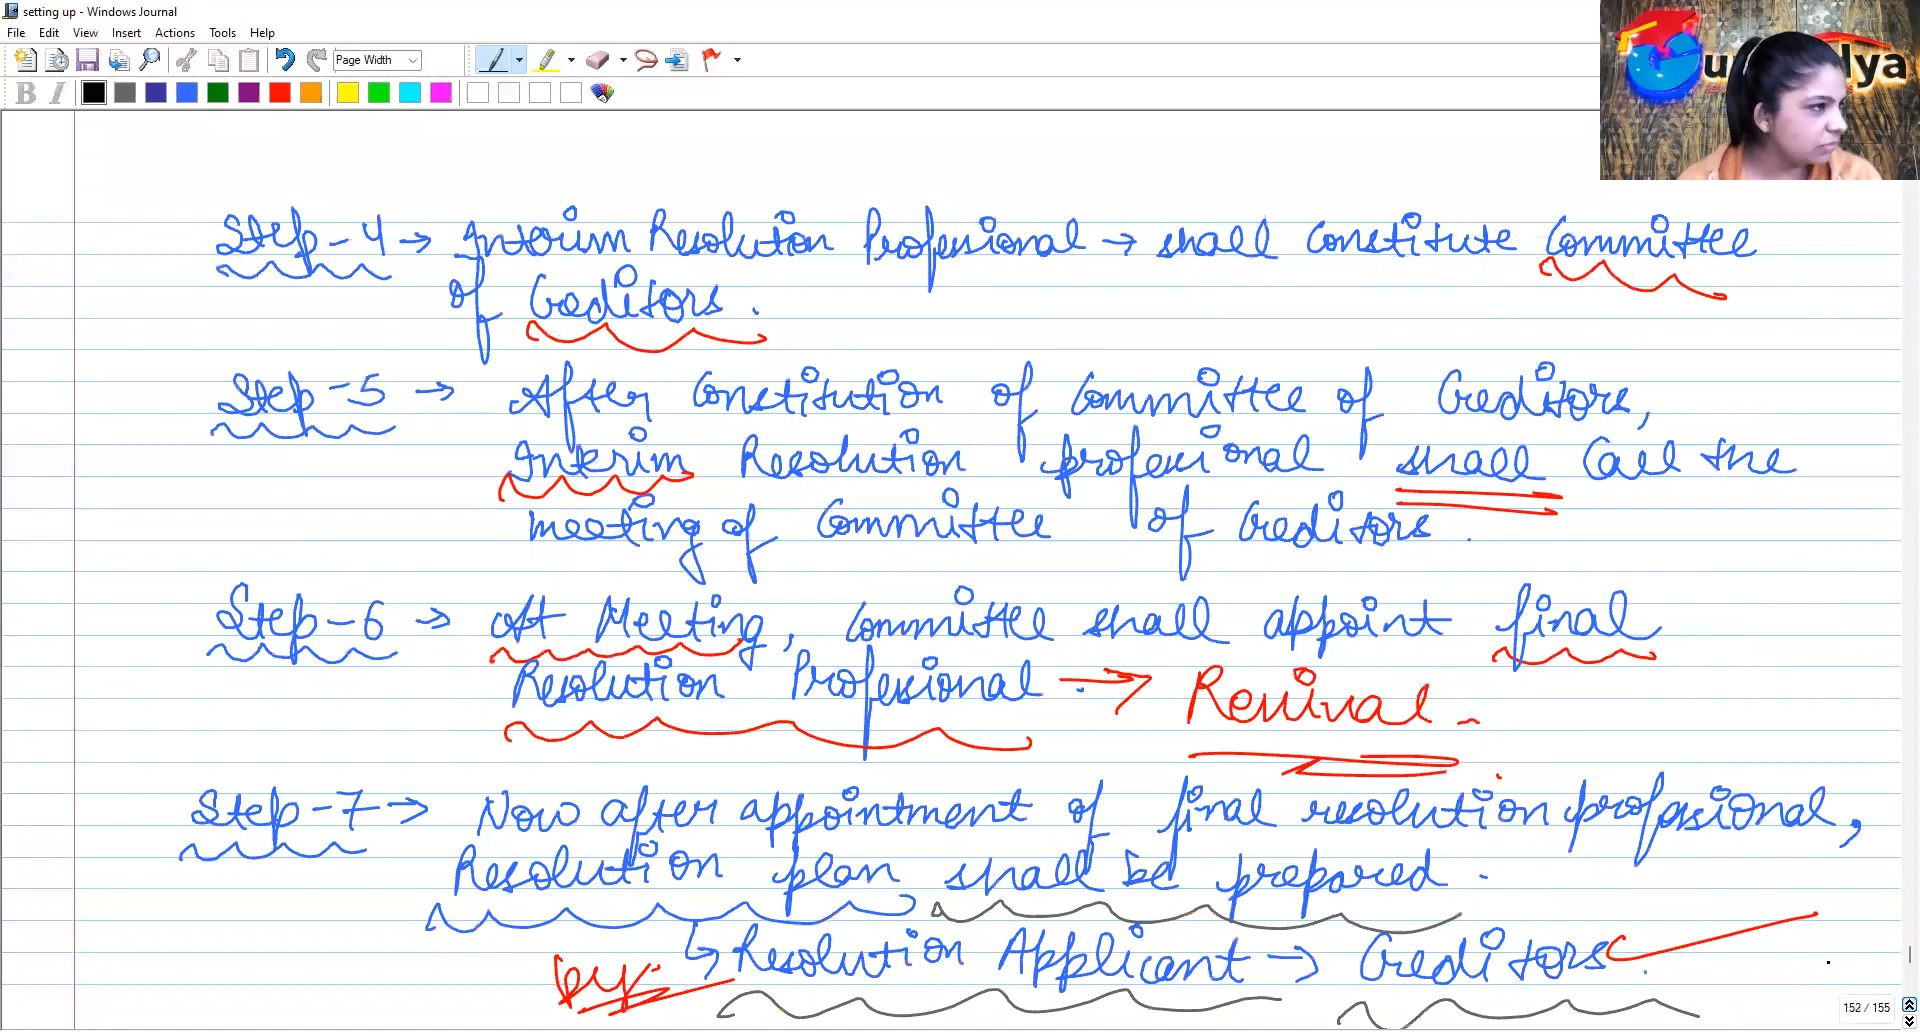 setting up - Windows Journal
File Edit View Insert Actions Tools Help
Page Width
B I
Step-4 → Interim Resolution Professional → shall constitute Committee
of Creditors.
Step-5 → After Constitution of Committee of Creditors,
Interim Resolution professional shall Call the
meeting of Committee of Creditors.
Step-6 → At Meeting, Committee shall appoint final
Resolution Professional. → Revival.
Step-7 → Now after appointment of final resolution professional,
Resolution plan shall be prepared.
by. ↳ Resolution Applicant → Creditors.
152 / 155